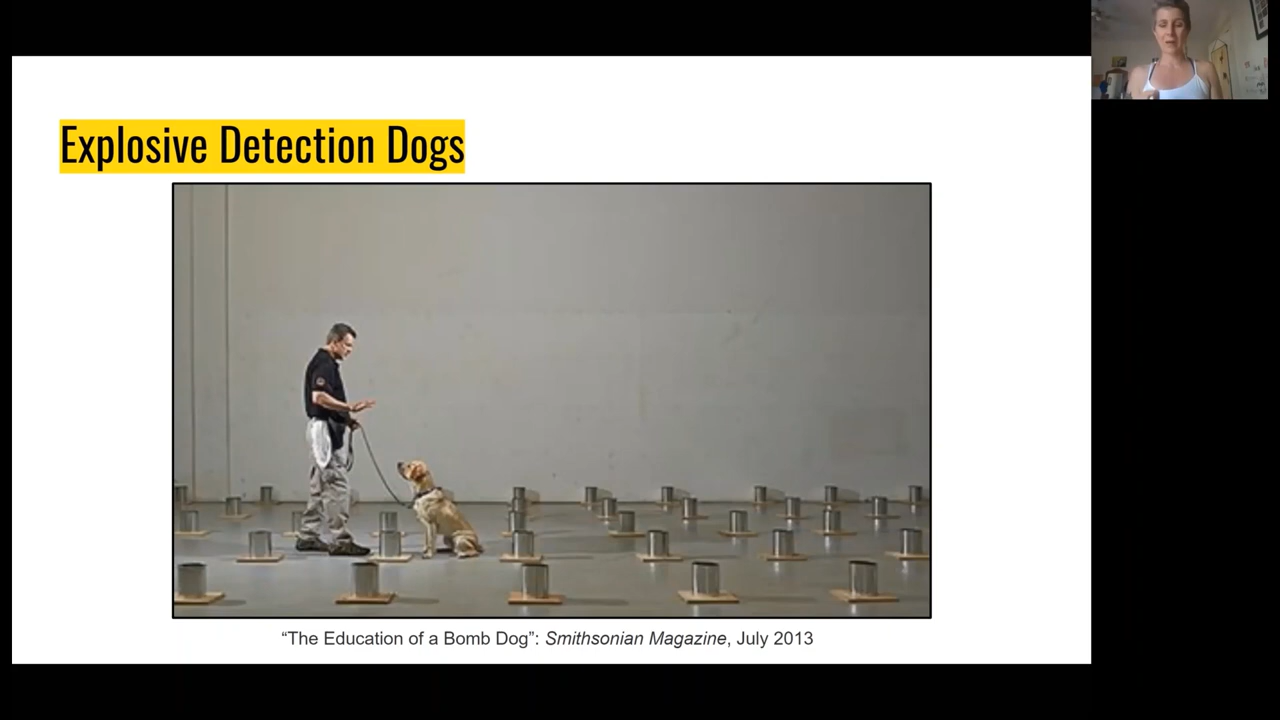 Explosive Detection Dogs
“The Education of a Bomb Dog”: Smithsonian Magazine, July 2013